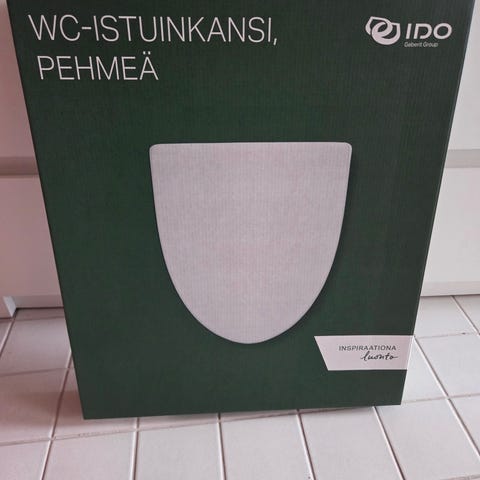 WC-ISTUINKANSI,
PEHMEÄ
IDO
Geberit Group
INSPIRAATIONA
luonto